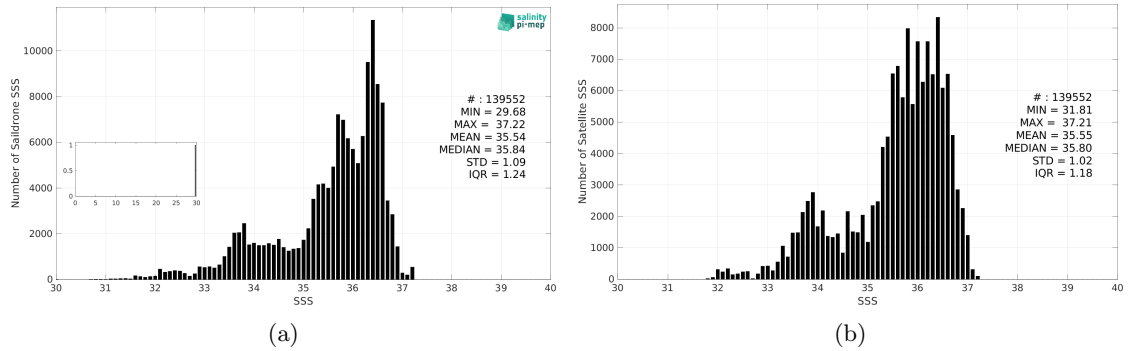 salinity
pi-mep
Number of Saildrone SSS
10000
8000
6000
4000
2000
0
# : 139552
MIN = 29.68
MAX = 37.22
MEAN = 35.54
MEDIAN = 35.84
STD = 1.09
IQR = 1.24
1
0.5
0
0 5 10 15 20 25 30
30 31 32 33 34 35 36 37 38 39 40
SSS
(a)
Number of Satellite SSS
8000
7000
6000
5000
4000
3000
2000
1000
0
# : 139552
MIN = 31.81
MAX = 37.21
MEAN = 35.55
MEDIAN = 35.80
STD = 1.02
IQR = 1.18
30 31 32 33 34 35 36 37 38 39 40
SSS
(b)